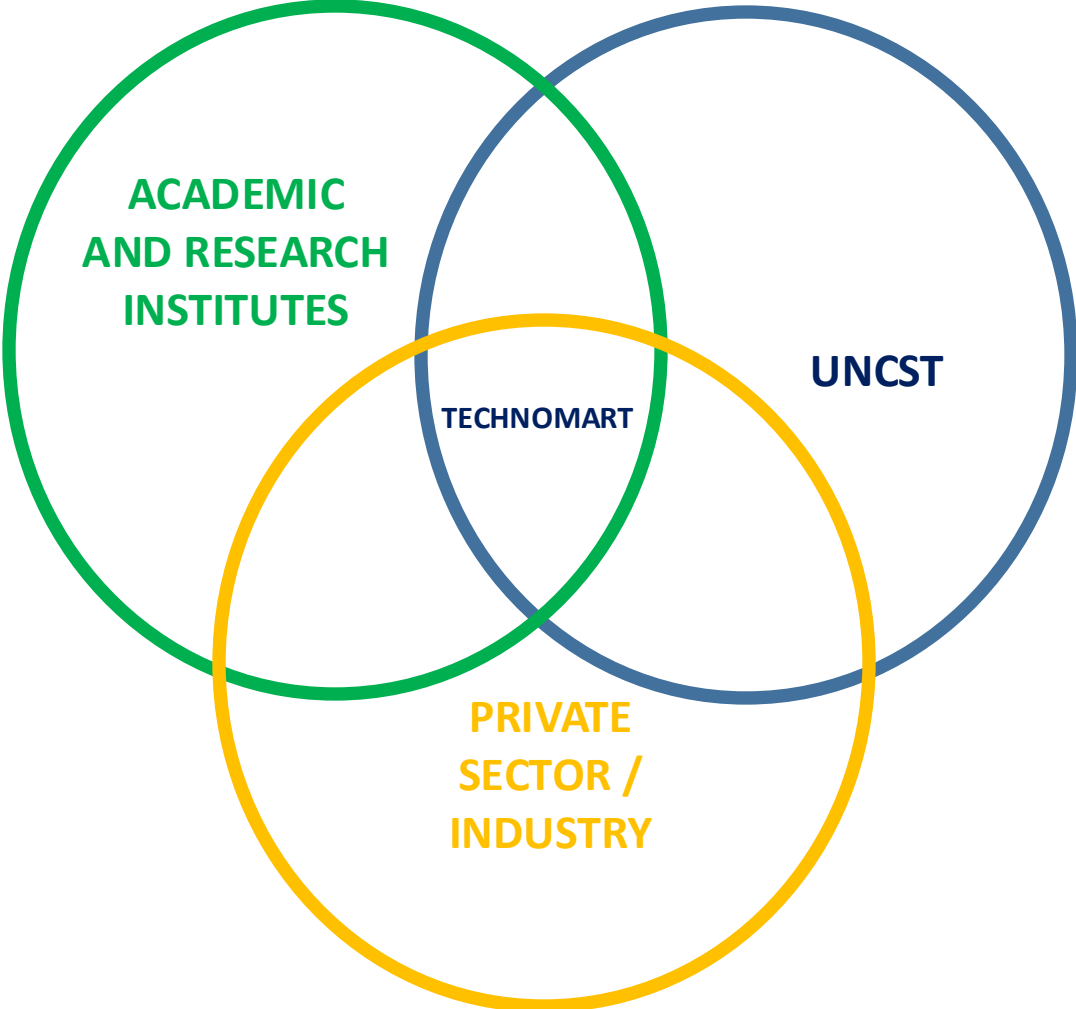 ACADEMIC
AND RESEARCH
INSTITUTES
UNCST
TECHNOMART
PRIVATE
SECTOR /
INDUSTRY